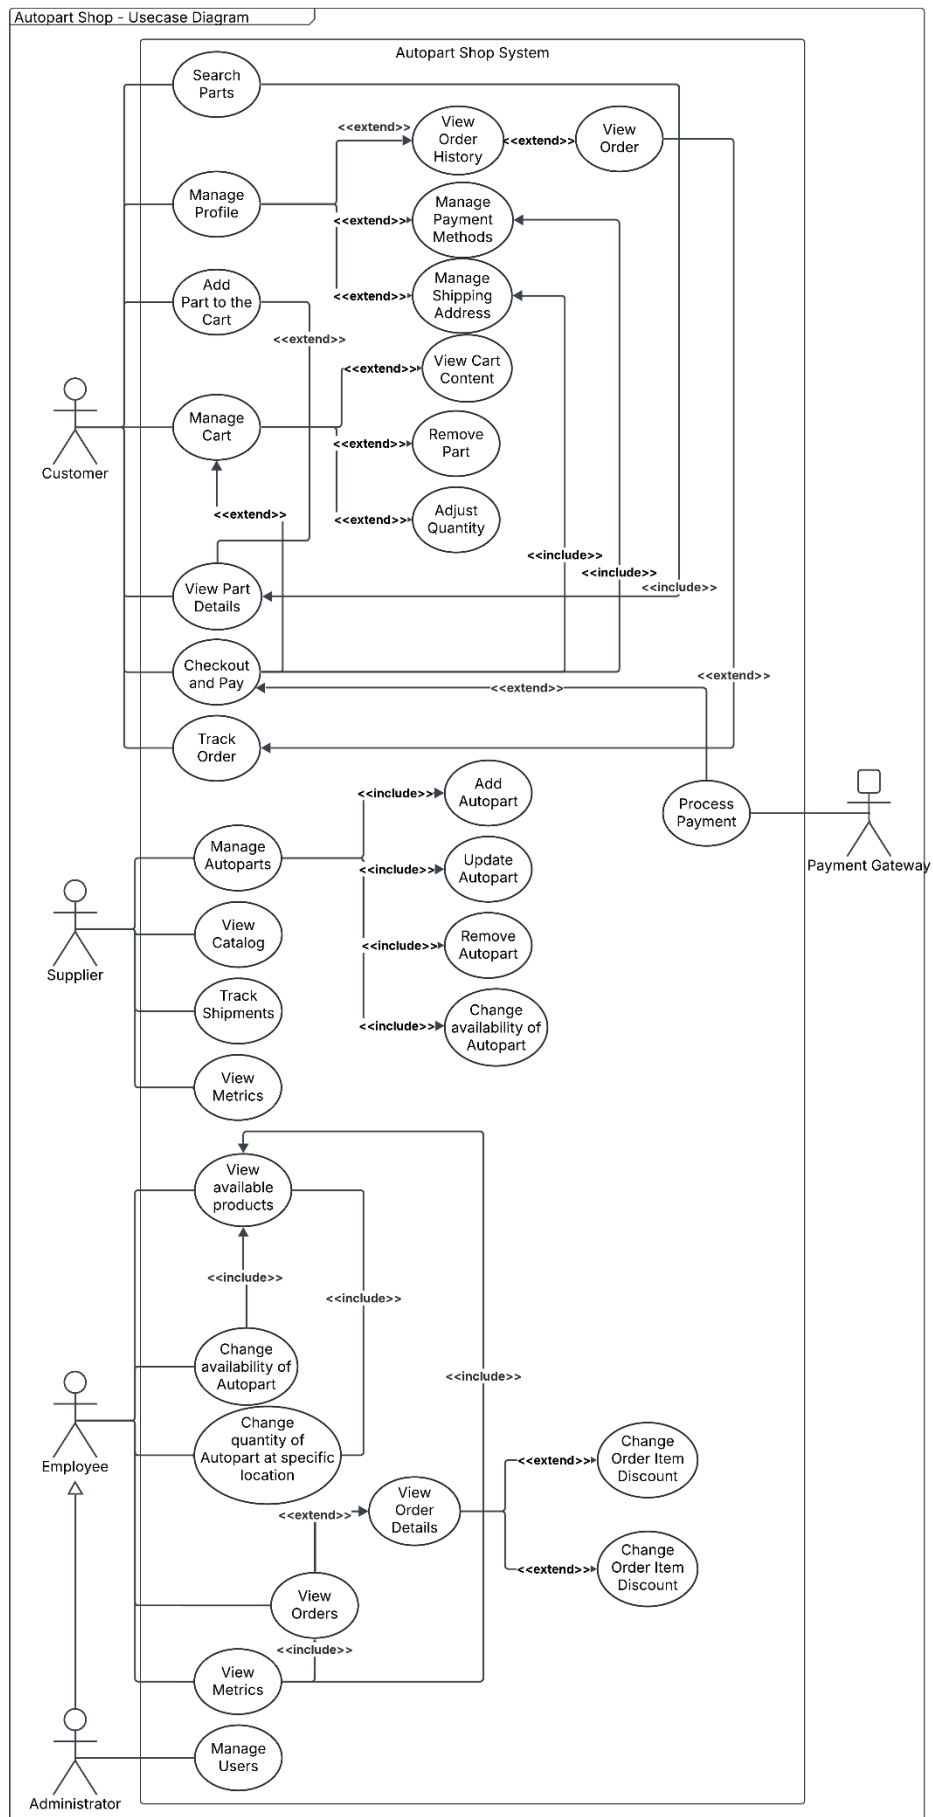 Autopart Shop - Usecase Diagram
Autopart Shop System
Search
Parts
<<extend>>
View
Order
History
<<extend>>
View
Order
Manage
Profile
<<extend>>
Manage
Payment
Methods
<<extend>>
Manage
Shipping
Address
Add
Part to the
Cart
<<extend>>
<<extend>>
View Cart
Content
Customer
Manage
Cart
<<extend>>
Remove
Part
<<extend>>
<<extend>>
Adjust
Quantity
<<include>>
<<include>>
<<include>>
View Part
Details
Checkout
and Pay
<<extend>>
<<extend>>
Track
Order
<<include>>
Add
Autopart
Process
Payment
Payment Gateway
Manage
Autoparts
<<include>>
Update
Autopart
Supplier
View
Catalog
<<include>>
Remove
Autopart
Track
Shipments
<<include>>
Change
availability of
Autopart
View
Metrics
View
available
products
<<include>>
<<include>>
Change
availability of
Autopart
<<include>>
Employee
Change
quantity of
Autopart at specific
location
<<extend>>
View
Order
Details
<<extend>>
Change
Order Item
Discount
<<extend>>
Change
Order Item
Discount
View
Orders
<<include>>
View
Metrics
Manage
Users
Administrator